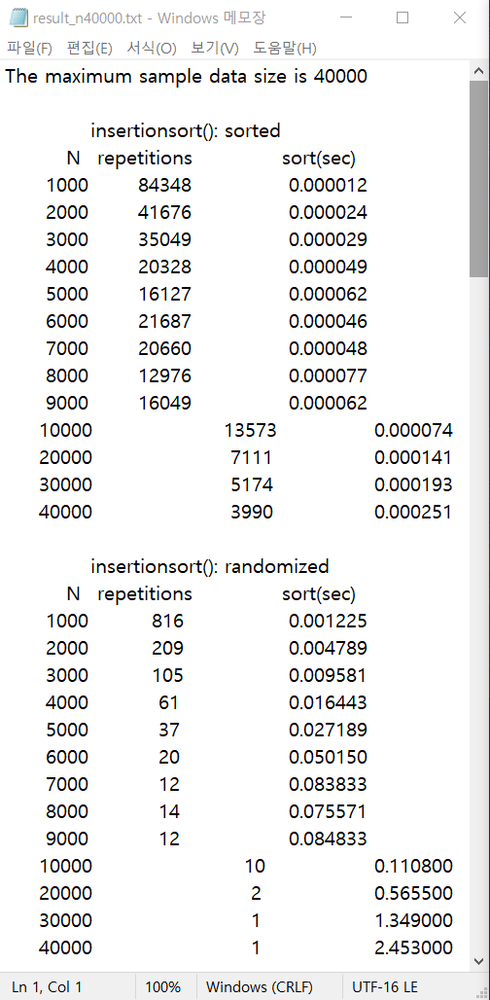 result_n40000.txt - Windows 메모장
파일(F) 편집(E) 서식(O) 보기(V) 도움말(H)
The maximum sample data size is 40000
insertionsort(): sorted
N repetitions sort(sec)
1000 84348 0.000012
2000 41676 0.000024
3000 35049 0.000029
4000 20328 0.000049
5000 16127 0.000062
6000 21687 0.000046
7000 20660 0.000048
8000 12976 0.000077
9000 16049 0.000062
10000 13573 0.000074
20000 7111 0.000141
30000 5174 0.000193
40000 3990 0.000251
insertionsort(): randomized
N repetitions sort(sec)
1000 816 0.001225
2000 209 0.004789
3000 105 0.009581
4000 61 0.016443
5000 37 0.027189
6000 20 0.050150
7000 12 0.083833
8000 14 0.075571
9000 12 0.084833
10000 10 0.110800
20000 2 0.565500
30000 1 1.349000
40000 1 2.453000
Ln 1, Col 1 100% Windows (CRLF) UTF-16 LE